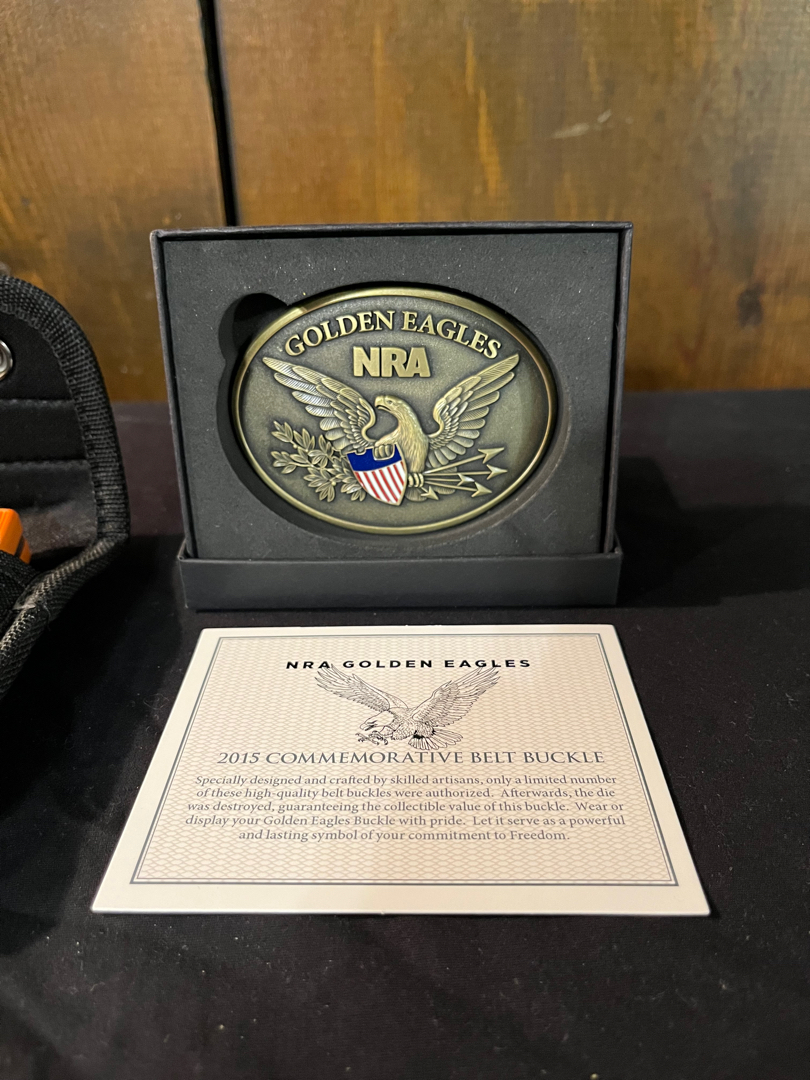 GOLDEN EAGLES
NRA
NRA GOLDEN EAGLES
2015 COMMEMORATIVE BELT BUCKLE
Specially designed and crafted by skilled artisans, only a limited number
of these high-quality belt buckles were authorized. Afterwards, the die
was destroyed, guaranteeing the collectible value of this buckle. Wear or
display your Golden Eagles Buckle with pride. Let it serve as a powerful
and lasting symbol of your commitment to Freedom.